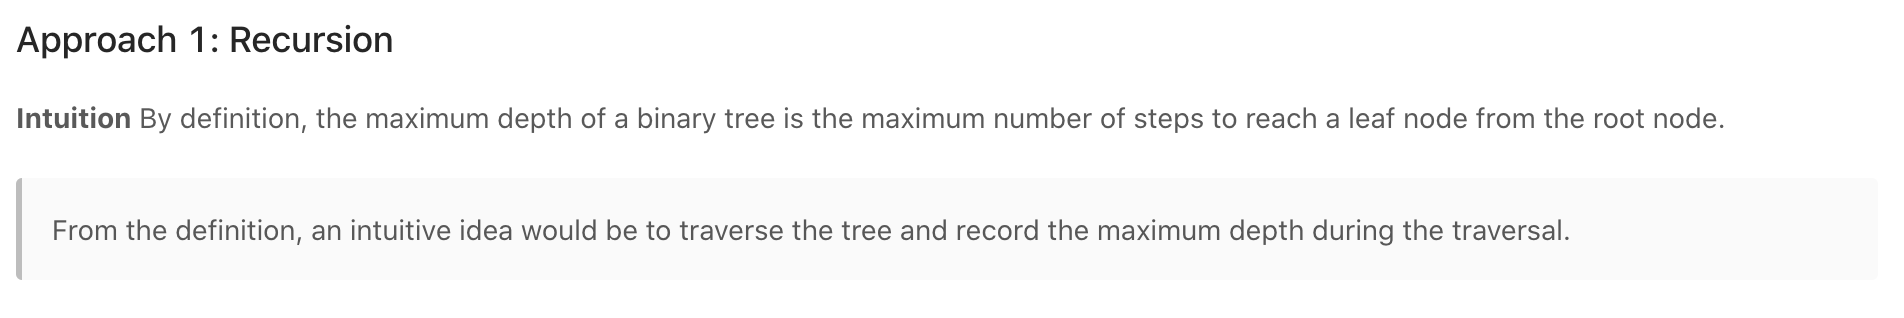 Approach 1: Recursion
Intuition By definition, the maximum depth of a binary tree is the maximum number of steps to reach a leaf node from the root node.
From the definition, an intuitive idea would be to traverse the tree and record the maximum depth during the traversal.